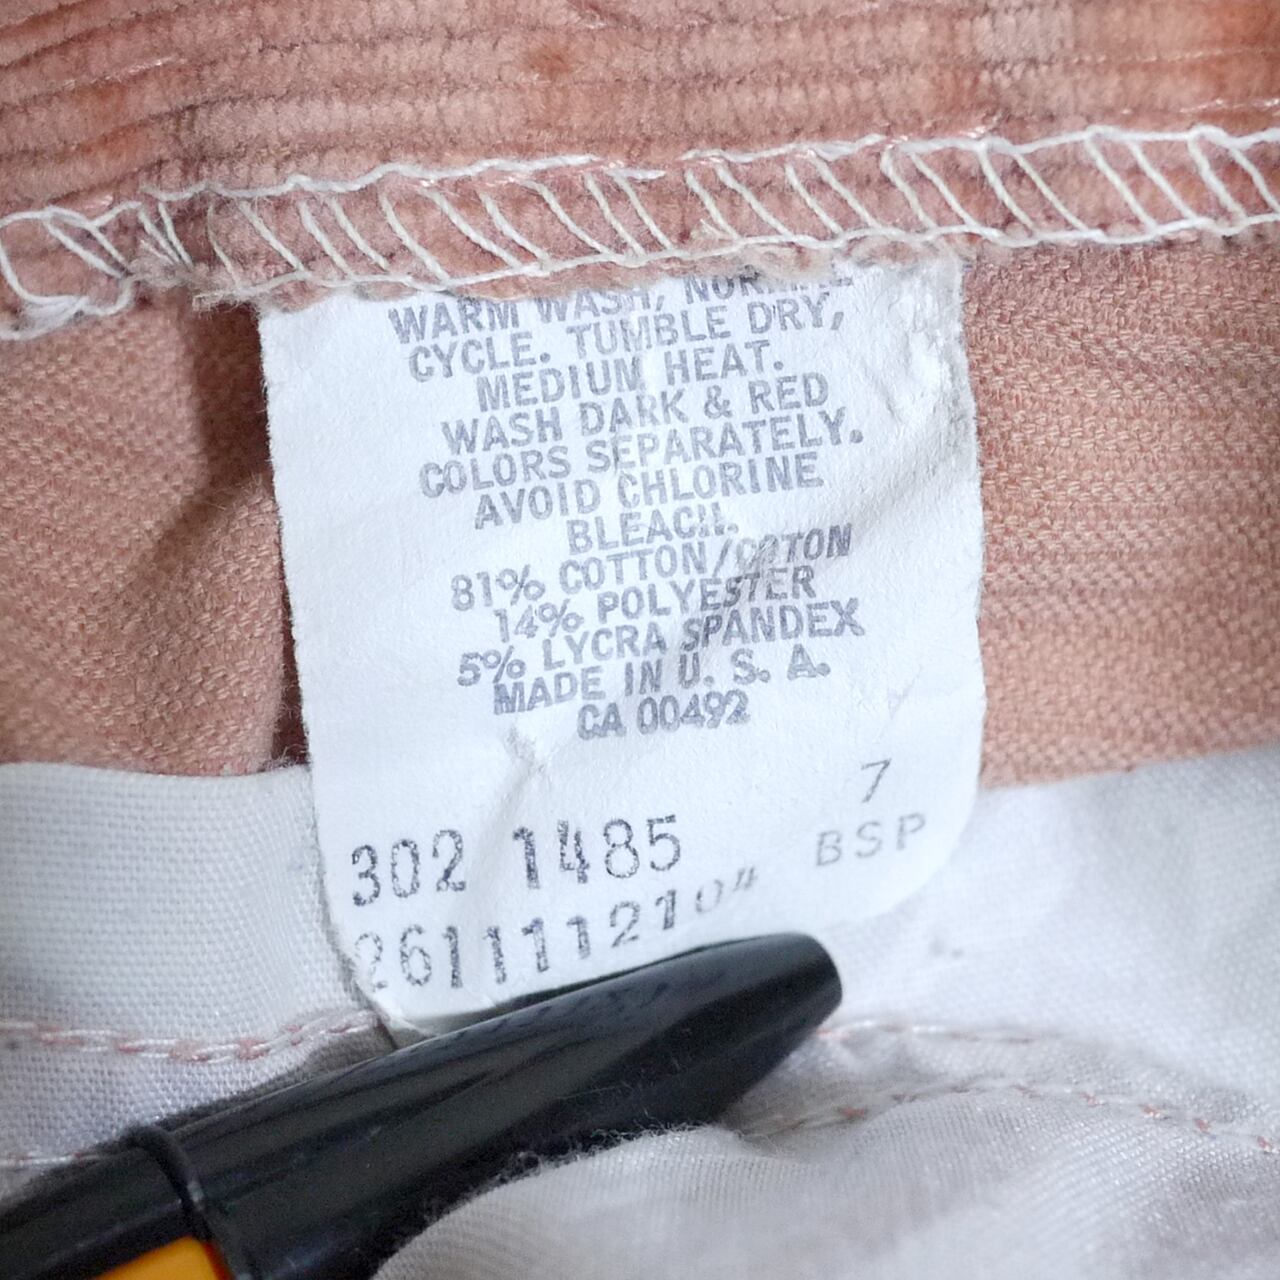 WARM WASH, NORMAL
CYCLE. TUMBLE DRY,
MEDIUM HEAT.
WASH DARK & RED
COLORS SEPARATELY.
AVOID CHLORINE
BLEACH.
81% COTTON/COTON
14% POLYESTER
5% LYCRA SPANDEX
MADE IN U. S. A.
CA 00492
7
302 1485 BSP
261111210#